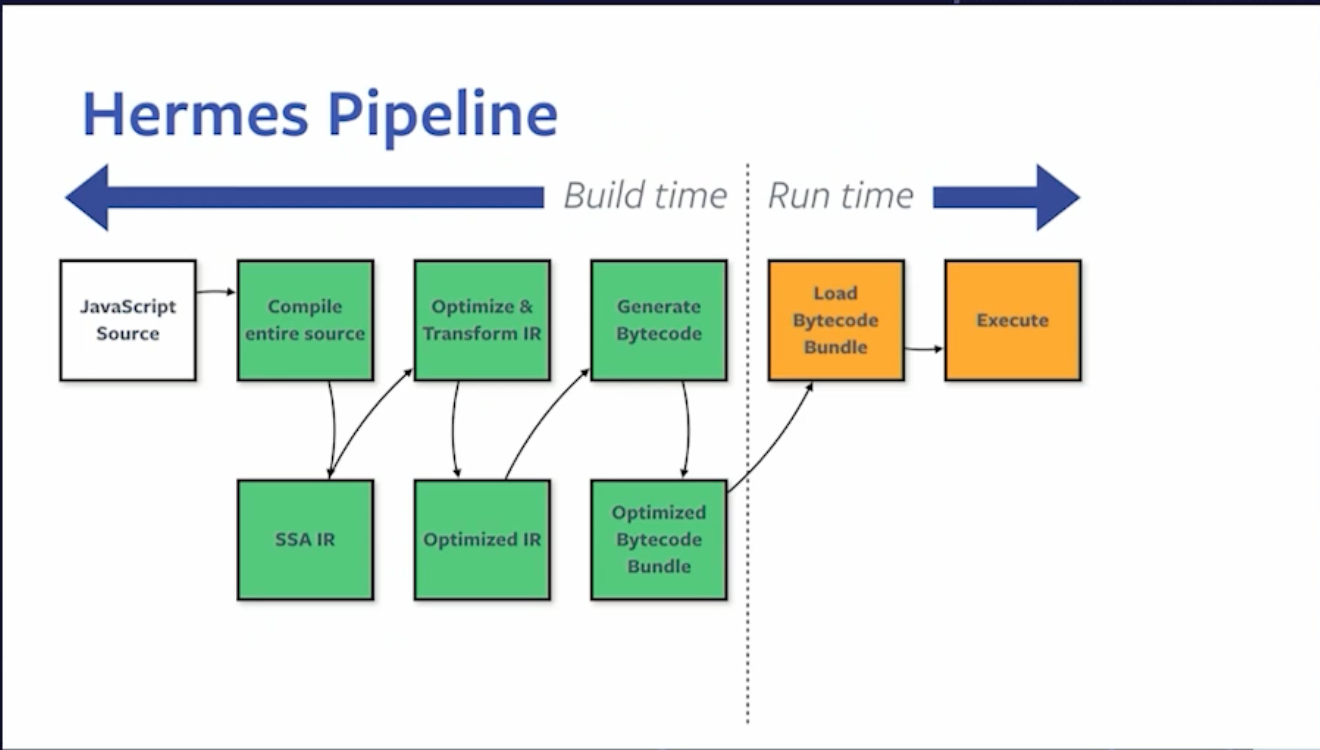 Hermes Pipeline
Build time
Run time
JavaScript
Source
Compile
entire source
Optimize &
Transform IR
Generate
Bytecode
Load
Bytecode
Bundle
Execute
SSA IR
Optimized IR
Optimized
Bytecode
Bundle